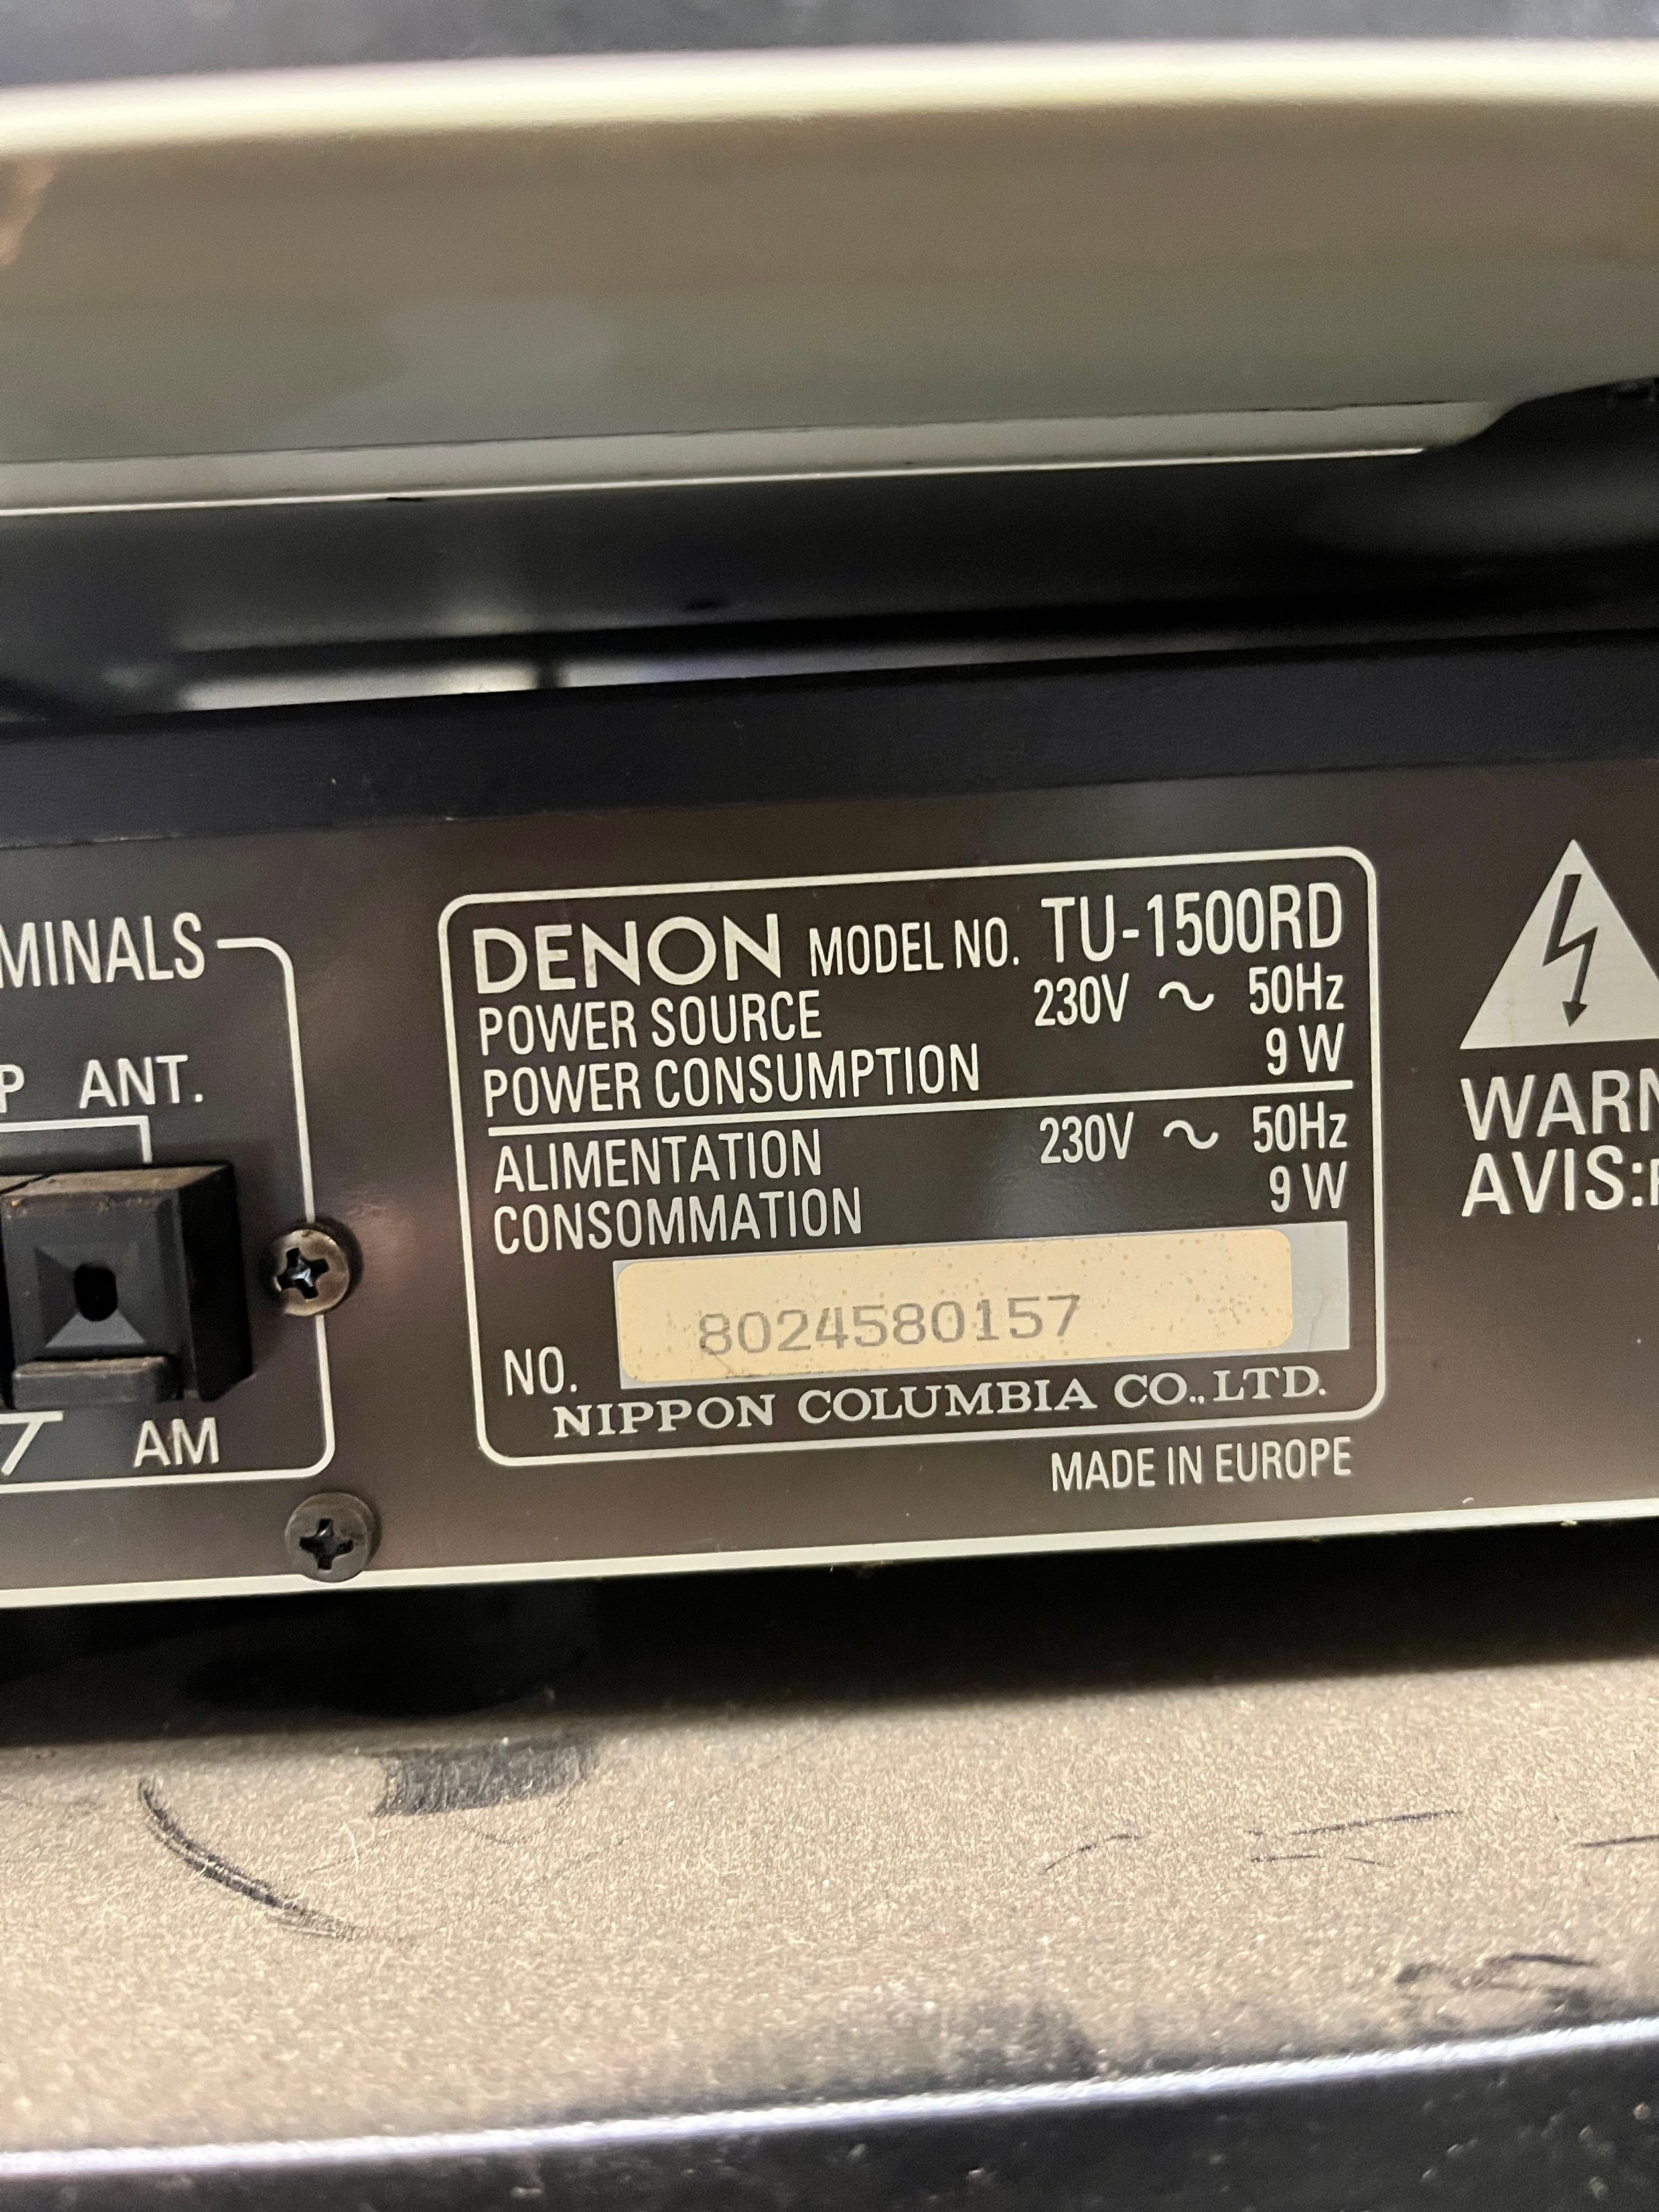 MINALS
P ANT.
AM
DENON MODEL NO. TU-1500RD
POWER SOURCE 230V ~ 50Hz
POWER CONSUMPTION 9 W
ALIMENTATION 230V ~ 50Hz
CONSOMMATION 9 W
NO. 8024580157
NIPPON COLUMBIA CO., LTD.
MADE IN EUROPE
WARN
AVIS: